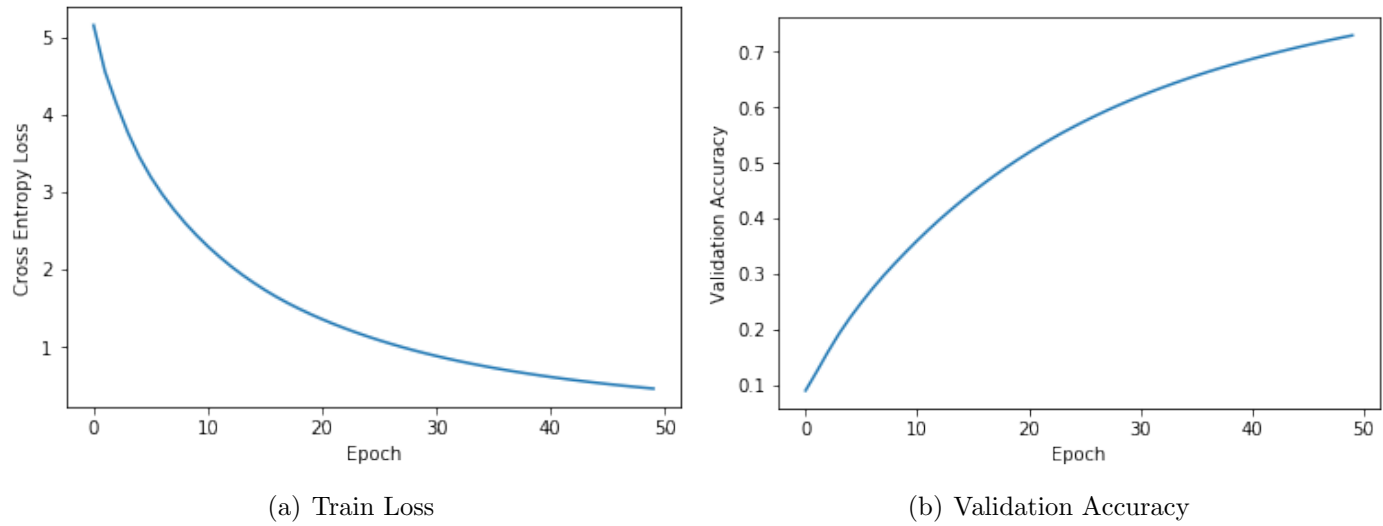 Cross Entropy Loss
5
4
3
2
1
0 10 20 30 40 50
Epoch
(a) Train Loss
Validation Accuracy
0.7
0.6
0.5
0.4
0.3
0.2
0.1
0 10 20 30 40 50
Epoch
(b) Validation Accuracy